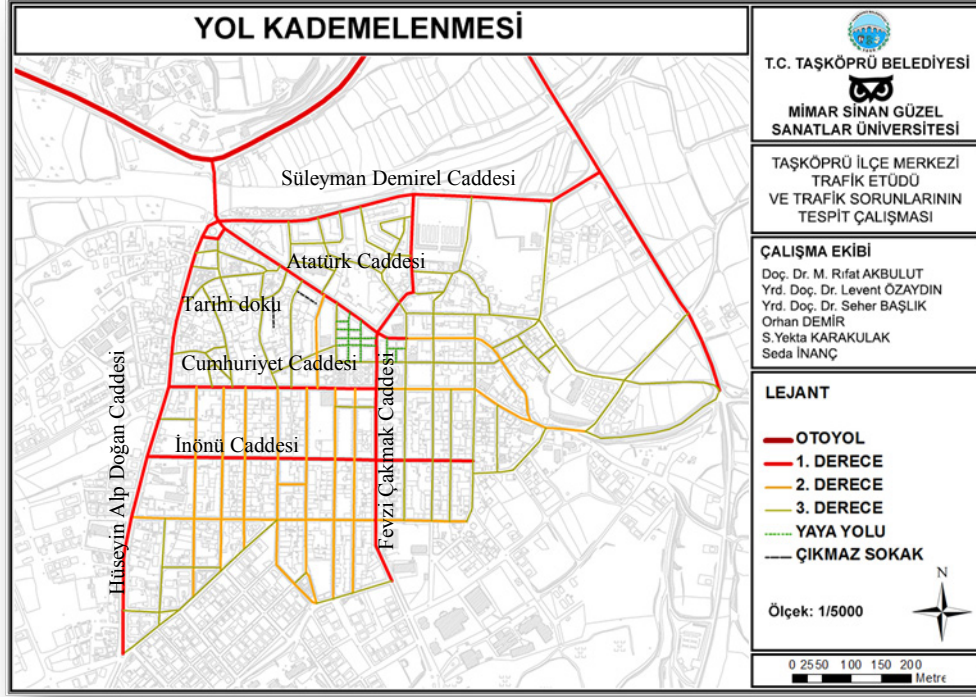 YOL KADEMELENMESİ
Süleyman Demirel Caddesi
Atatürk Caddesi
Tarihi doku
Cumhuriyet Caddesi
İnönü Caddesi
Hüseyin Alp Doğan Caddesi
Fevzi Çakmak Caddesi
T.C. TAŞKÖPRÜ BELEDİYESİ
MİMAR SİNAN GÜZEL
SANATLAR ÜNİVERSİTESİ
TAŞKÖPRÜ İLÇE MERKEZİ
TRAFİK ETÜDÜ
VE TRAFİK SORUNLARININ
TESPİT ÇALIŞMASI
ÇALIŞMA EKİBİ
Doç. Dr. M. Rıfat AKBULUT
Yrd. Doç. Dr. Levent ÖZAYDIN
Yrd. Doç. Dr. Seher BAŞLIK
Orhan DEMİR
S.Yekta KARAKULAK
Seda İNANÇ
LEJANT
OTOYOL
1. DERECE
2. DERECE
3. DERECE
YAYA YOLU
ÇIKMAZ SOKAK
N
Ölçek: 1/5000
0 2550 100 150 200
Metre